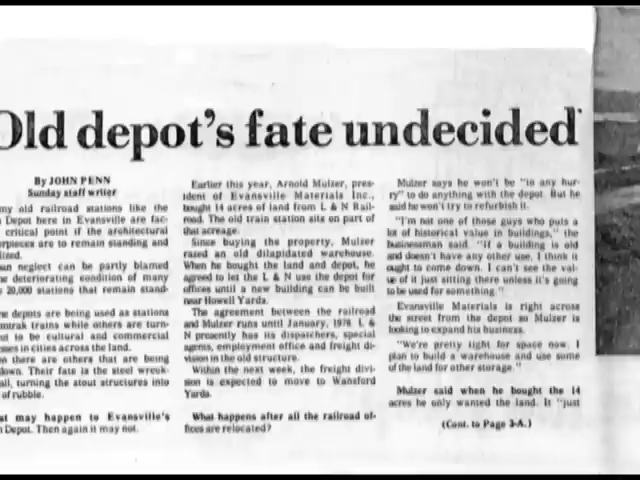 Old depot's fate undecided
By JOHN PENN
Sunday staff writer
ny old railroad stations like the
Depot here in Evansville are fac-
critical point if the architectural
rpieces are to remain standing and
lized.
an neglect can be partly blamed
e deteriorating condition of many
20,000 stations that remain stand-
e depots are being used as stations
mtrak trains while others are turn-
out to be cultural and commercial
in cities across the land.
n there are others that are being
down. Their fate is the steel wreck-
all, turning the stout structures into
of rubble.
at may happen to Evansville's
Depot. Then again it may not.
Earlier this year, Arnold Mulzer, pres-
ident of Evansville Materials Inc.,
bought 14 acres of land from L & N Rail-
road. The old train station sits on part of
that acreage.
Since buying the property, Mulzer
razed an old dilapidated warehouse.
When he bought the land and depot, he
agreed to let the L & N use the depot for
offices until a new building can be built
near Howell Yards.
The agreement between the railroad
and Mulzer runs until January, 1978. L &
N presently has its dispatchers, special
agents, employment office and freight di-
vision in the old structure.
Within the next week, the freight divi-
sion is expected to move to Wansford
Yards.
What happens after all the railroad of-
fices are relocated?
Mulzer says he won't be "in any hur-
ry" to do anything with the depot. But he
said he won't try to refurbish it.
"I'm not one of those guys who puts a
lot of historical value in buildings," the
businessman said. "If a building is old
and doesn't have any other use, I think it
ought to come down. I can't see the val-
ue of it just sitting there unless it's going
to be used for something."
Evansville Materials is right across
the street from the depot so Mulzer is
looking to expand his business.
"We're pretty tight for space now. I
plan to build a warehouse and use some
of the land for other storage."
Mulzer said when he bought the 14
acres he only wanted the land. It "just
(Cont. to Page 3-A.)